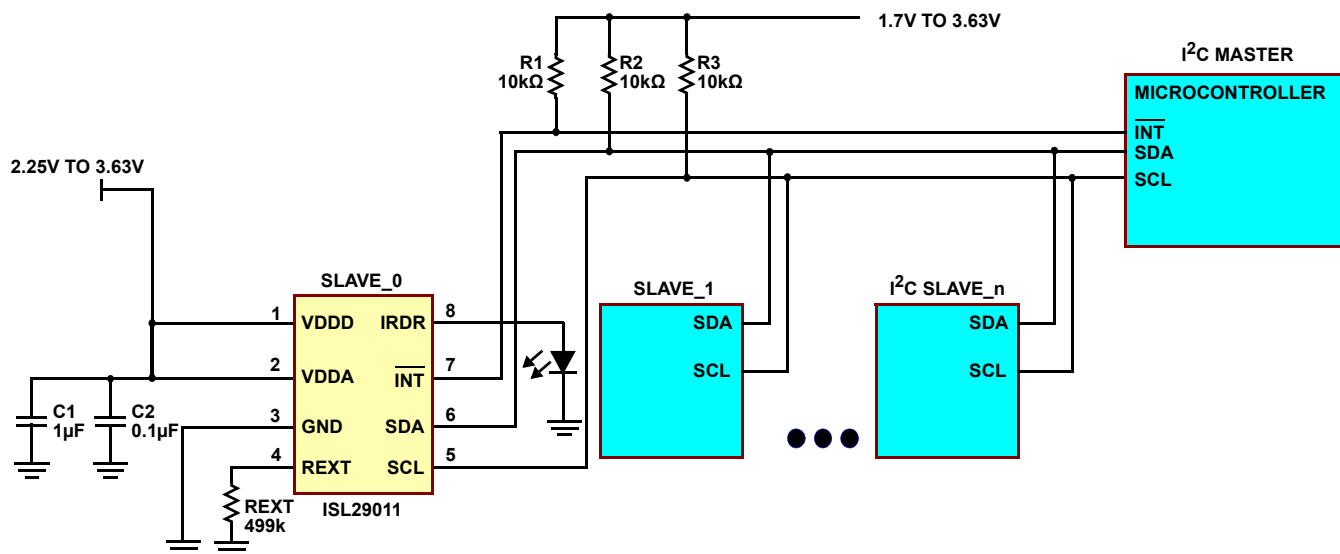 1.7V TO 3.63V
R1
10kΩ
R2
10kΩ
R3
10kΩ
I²C MASTER
MICROCONTROLLER
INT
SDA
SCL
2.25V TO 3.63V
SLAVE_0
1
VDDD
IRDR
8
2
VDDA
INT
7
3
GND
SDA
6
4
REXT
SCL
5
ISL29011
C1
1µF
C2
0.1µF
REXT
499k
SLAVE_1
SDA
SCL
I²C SLAVE_n
SDA
SCL